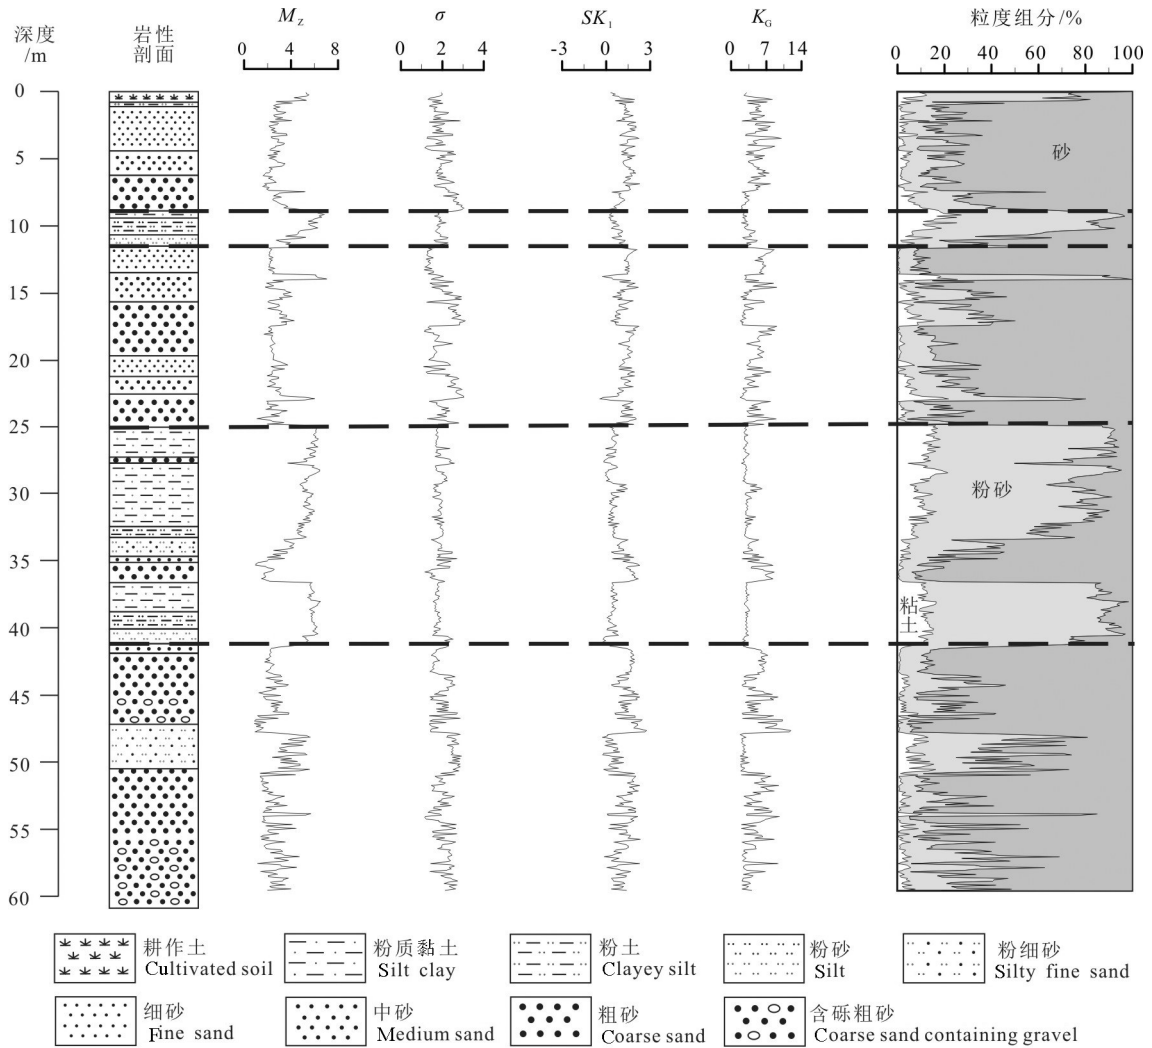 深度
/m
岩性
剖面
M_Z
σ
SK_1
K_G
粒度组分/%
0 4 8
0 2 4
-3 0 3
0 7 14
0 20 40 60 80 100
0
5
10
15
20
25
30
35
40
45
50
55
60
砂
粉砂
粘
土
耕作土
Cultivated soil
粉质黏土
Silt clay
粉土
Clayey silt
粉砂
Silt
粉细砂
Silty fine sand
细砂
Fine sand
中砂
Medium sand
粗砂
Coarse sand
含砾粗砂
Coarse sand containing gravel